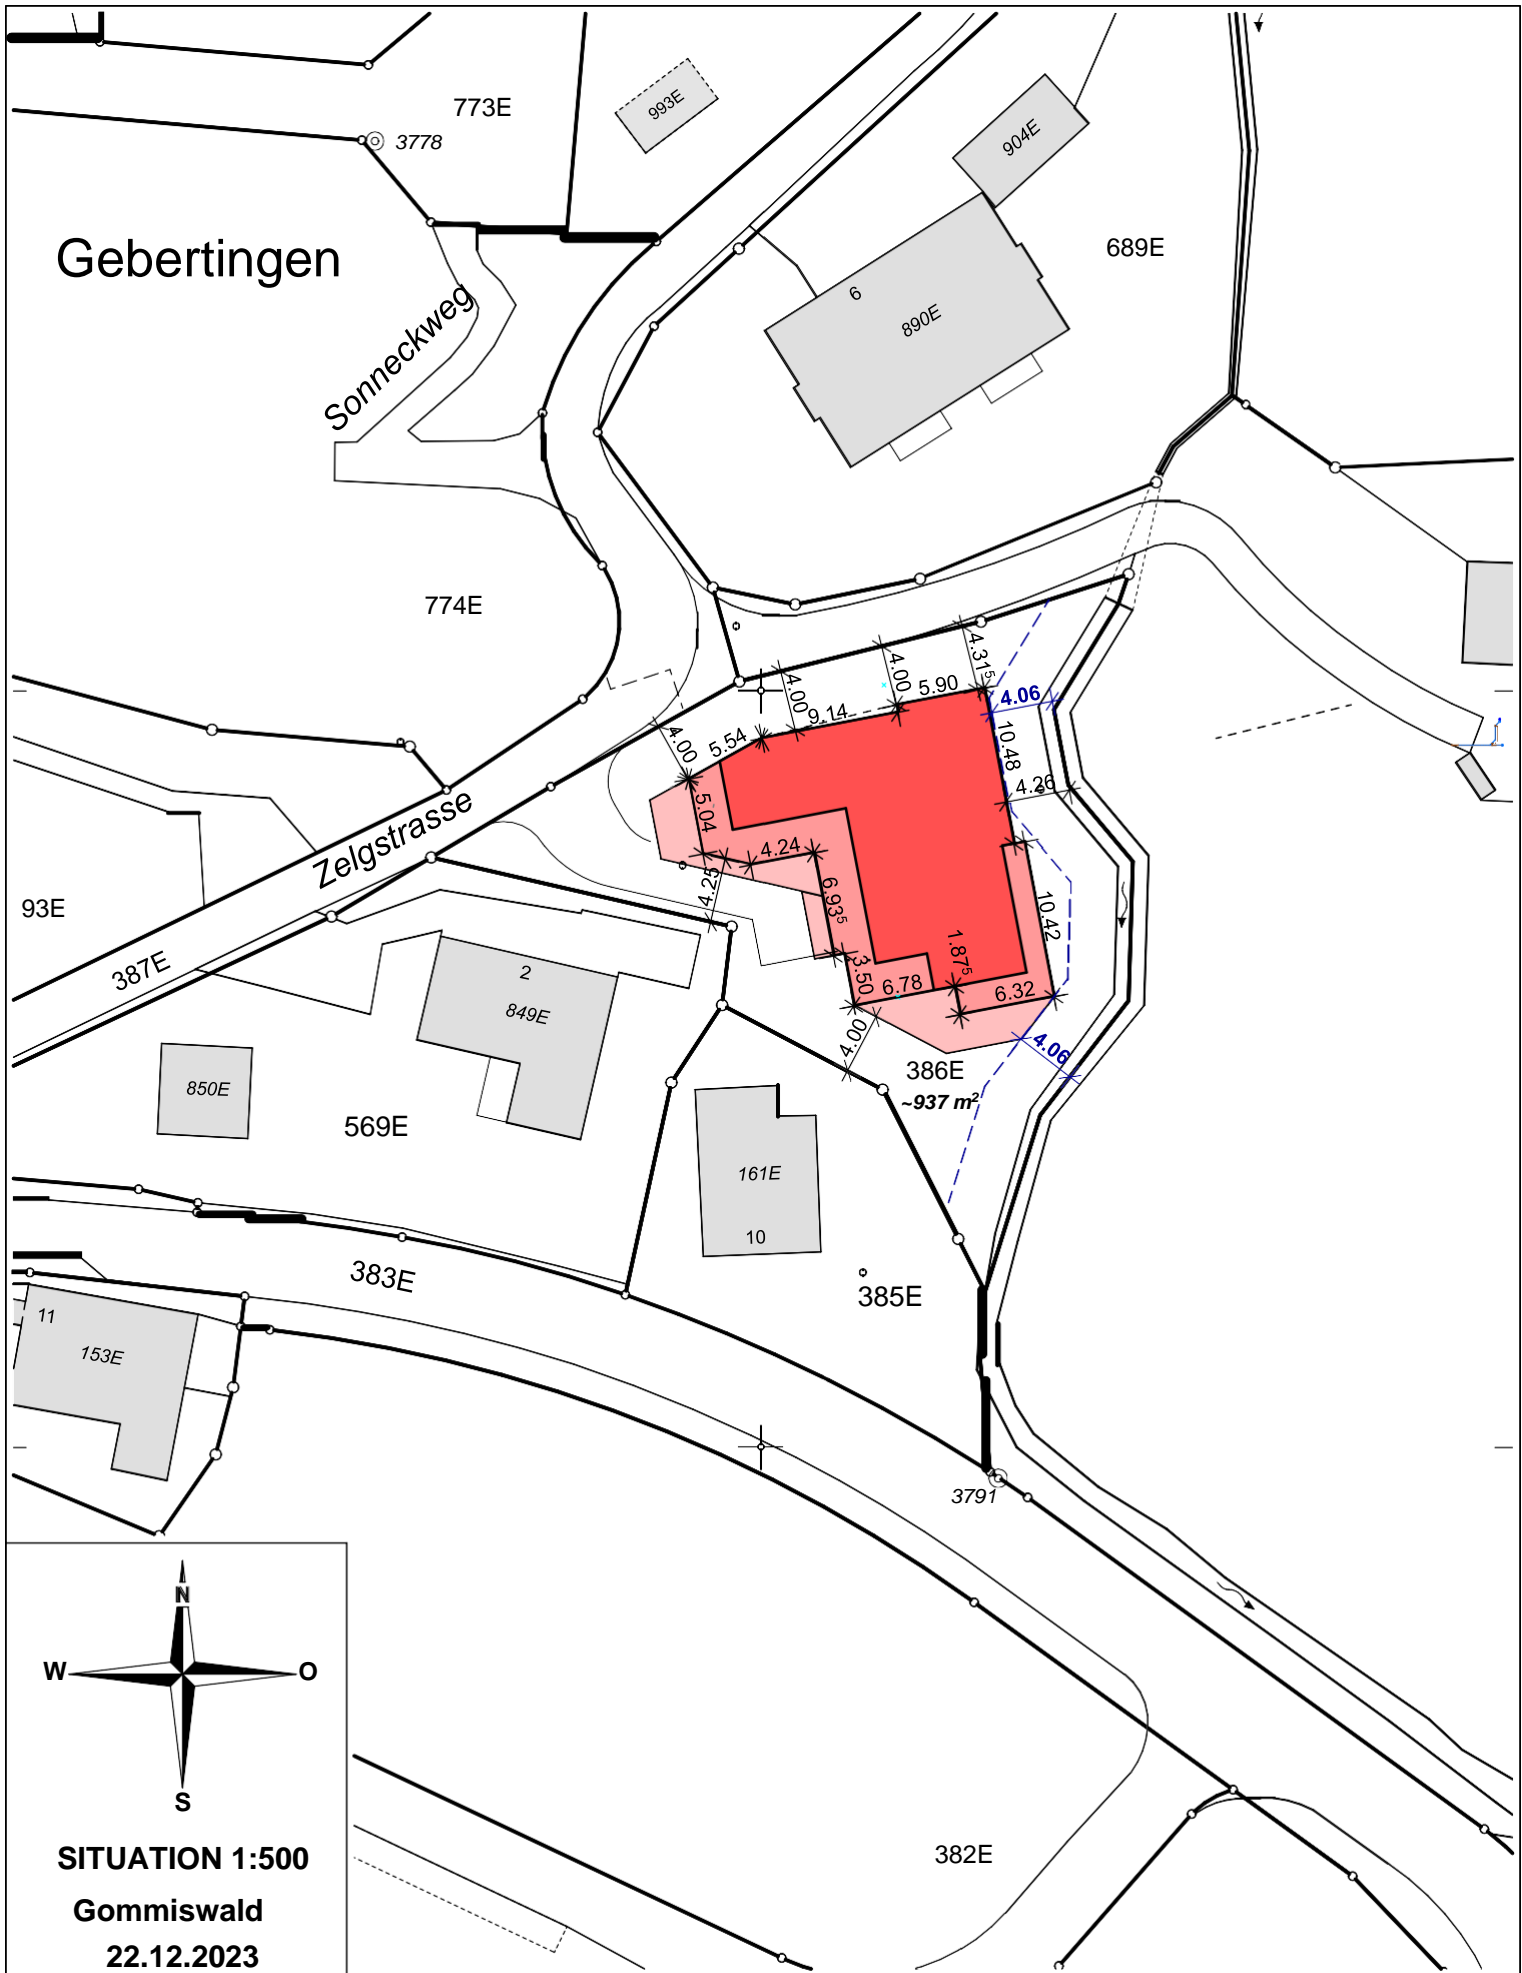 773E
993E
3778
904E
Gebertingen
689E
6
890E
Sonneckweg
774E
4.31⁵
4.00
5.90
4.06
4.00
9.14
4.00
5.54
10.48
4.26
5.04
Zelgstrasse
4.24
4.25
6.93⁵
10.42
93E
387E
2
849E
1.87⁵
3.50
6.78
6.32
4.00
4.06
386E
~937 m²
850E
569E
161E
10
383E
385E
11
153E
3791
N
W
O
S
SITUATION 1:500
Gommiswald
22.12.2023
382E